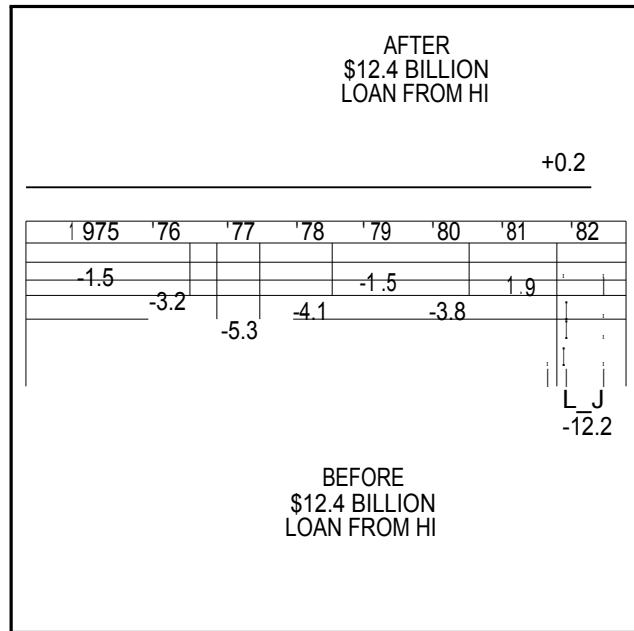 AFTER
$12.4 BILLION
LOAN FROM HI
+0.2
1975 '76 '77 '78 '79 '80 '81 '82
-1.5
-1.5
1.9
-3.2
-4.1
-3.8
-5.3
L_J
-12.2
BEFORE
$12.4 BILLION
LOAN FROM HI